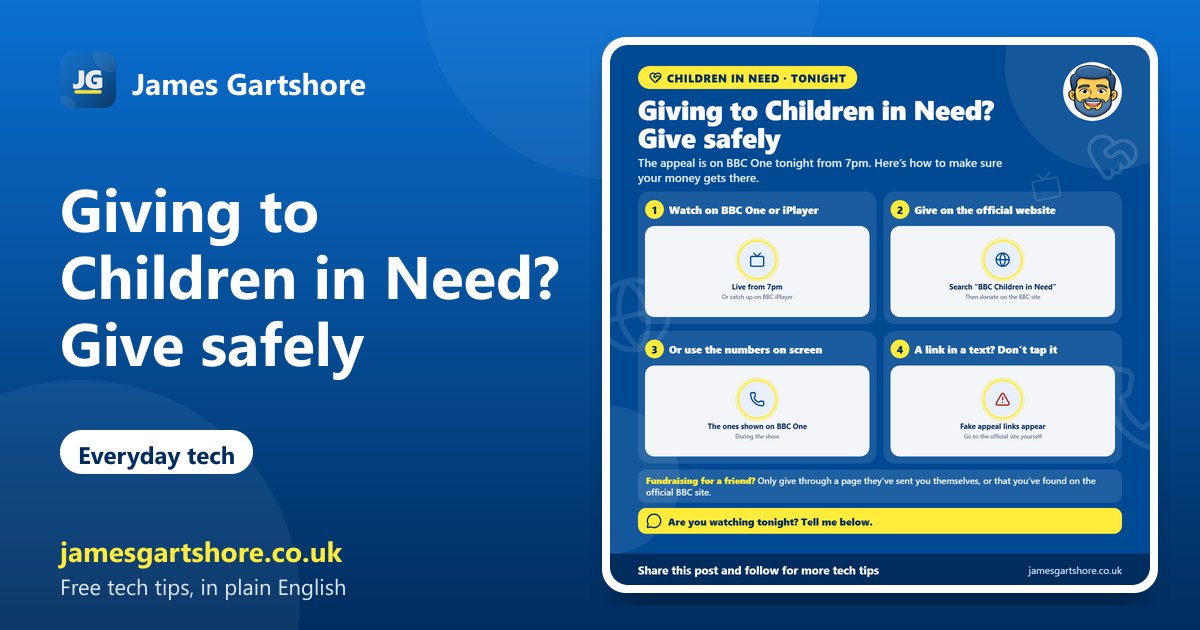 JG
James Gartshore
Giving to
Children in Need?
Give safely
Everyday tech
jamesgartshore.co.uk
Free tech tips, in plain English
CHILDREN IN NEED · TONIGHT
Giving to Children in Need?
Give safely
The appeal is on BBC One tonight from 7pm. Here's how to make sure
your money gets there.
1 Watch on BBC One or iPlayer
Live from 7pm
Or catch up on BBC iPlayer
2 Give on the official website
Search "BBC Children in Need"
Then donate on the BBC site
3 Or use the numbers on screen
The ones shown on BBC One
During the show
4 A link in a text? Don't tap it
Fake appeal links appear
Go to the official site yourself
Fundraising for a friend? Only give through a page they've sent you themselves, or that you've found on the
official BBC site.
Are you watching tonight? Tell me below.
Share this post and follow for more tech tips
jamesgartshore.co.uk